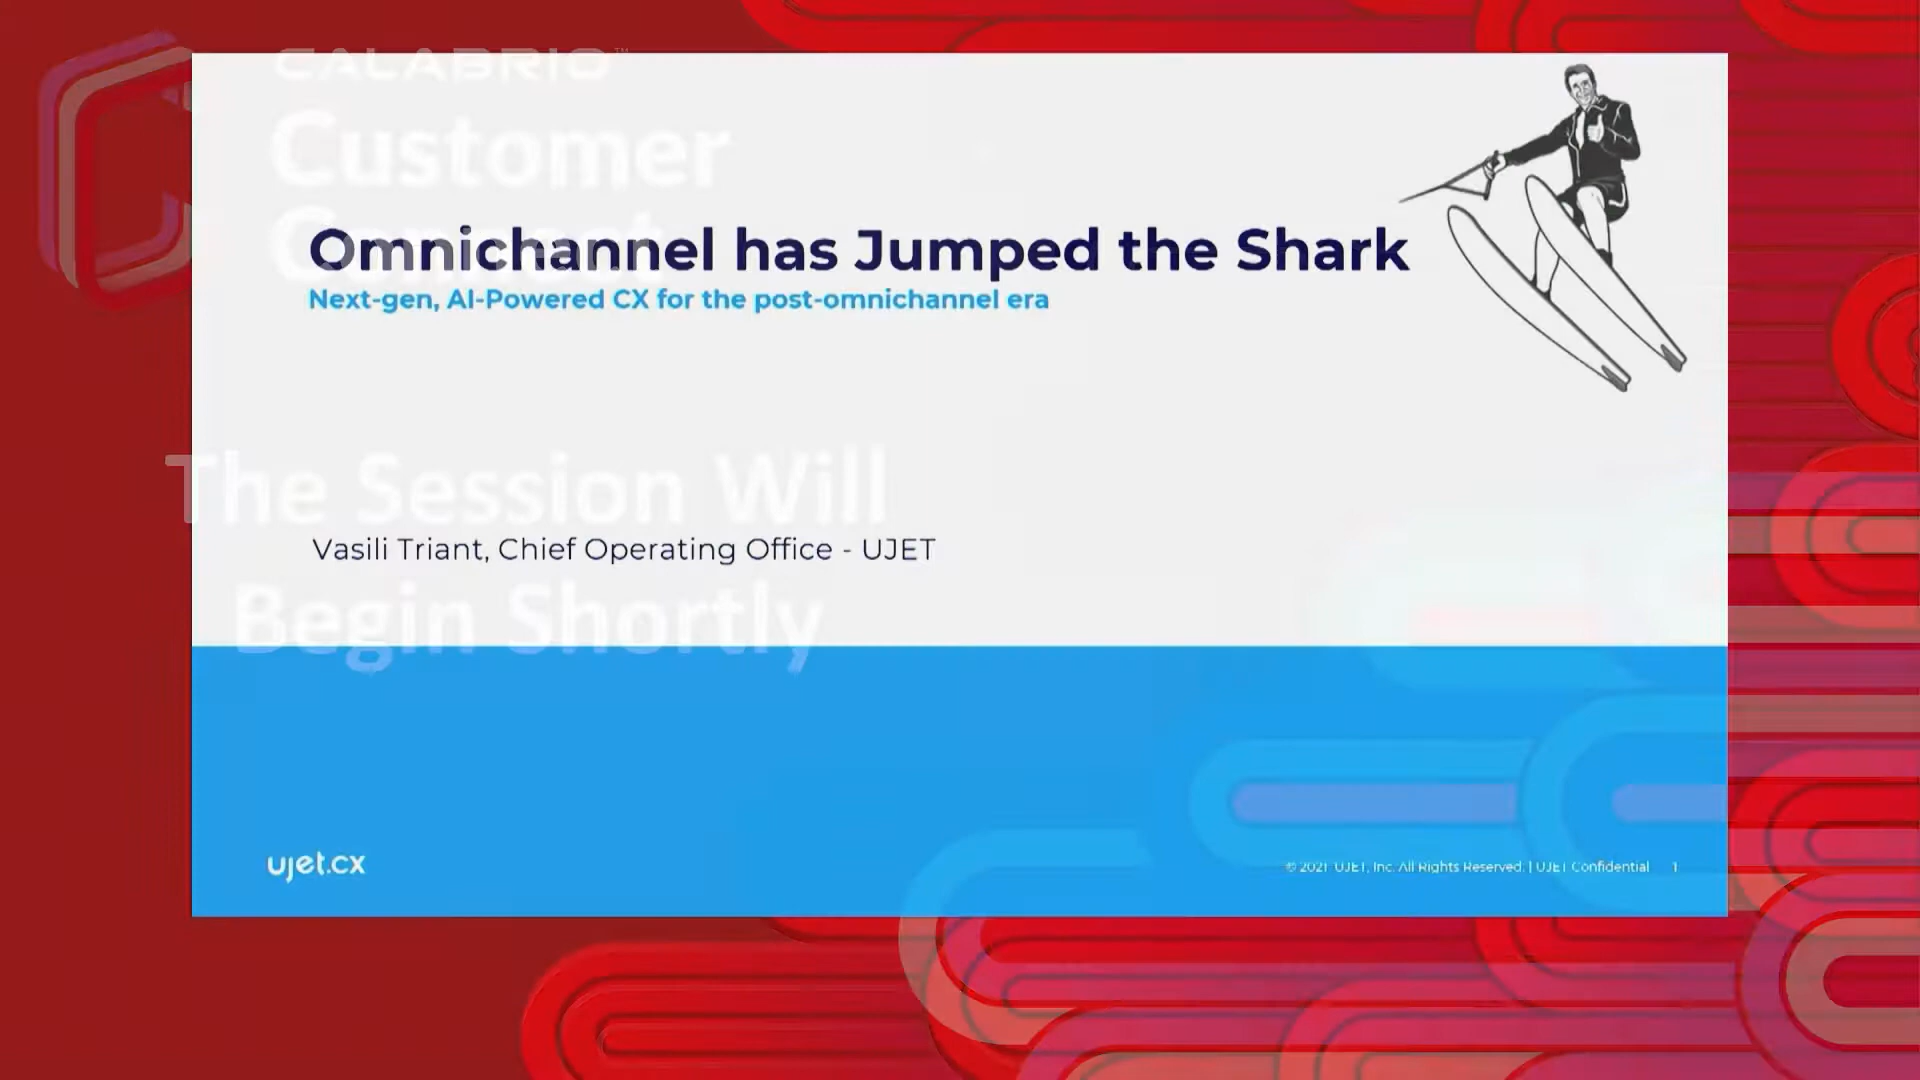 CALABRIO™
Customer
Omnichannel has Jumped the Shark
Next-gen, AI-Powered CX for the post-omnichannel era
The Session Will
Vasili Triant, Chief Operating Office - UJET
Begin Shortly
ujet.cx
© 2021 UJET, Inc. All Rights Reserved. | UJET Confidential 1